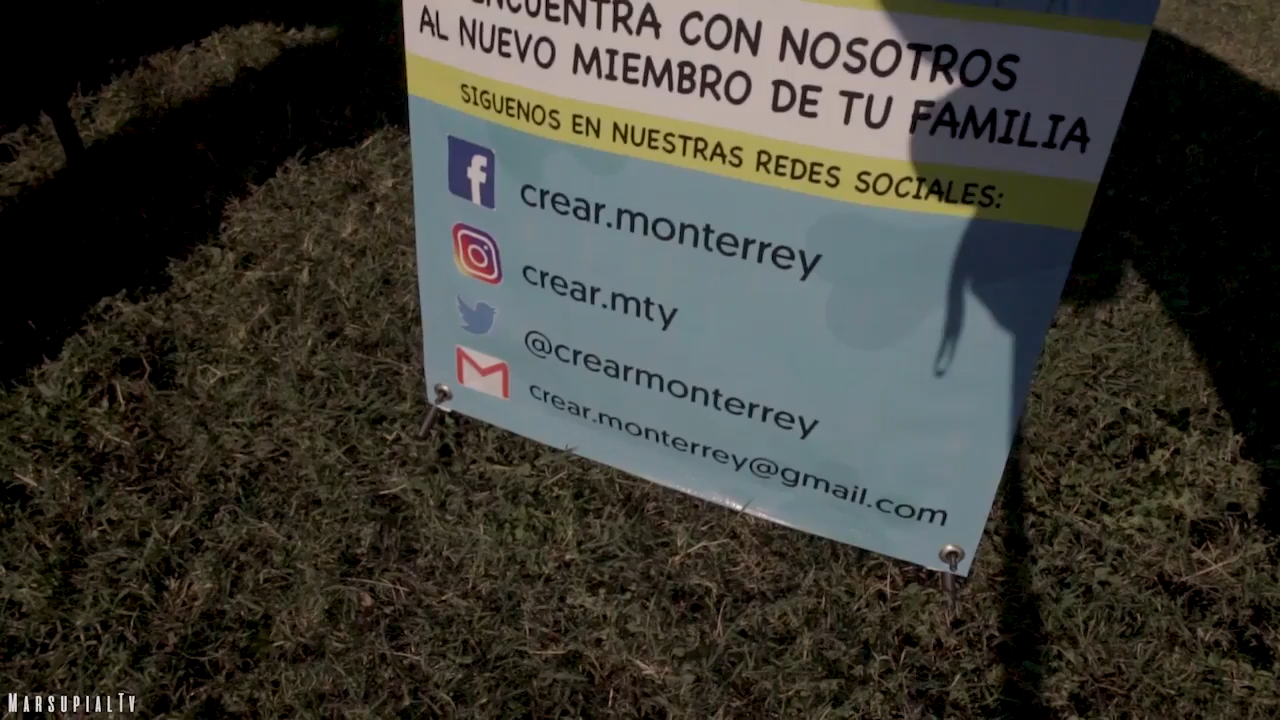 ENCUENTRA CON NOSOTROS
AL NUEVO MIEMBRO DE TU FAMILIA
SIGUENOS EN NUESTRAS REDES SOCIALES:
crear.monterrey
crear.mty
@crearmonterrey
crear.monterrey@gmail.com
MARSUPIALTV